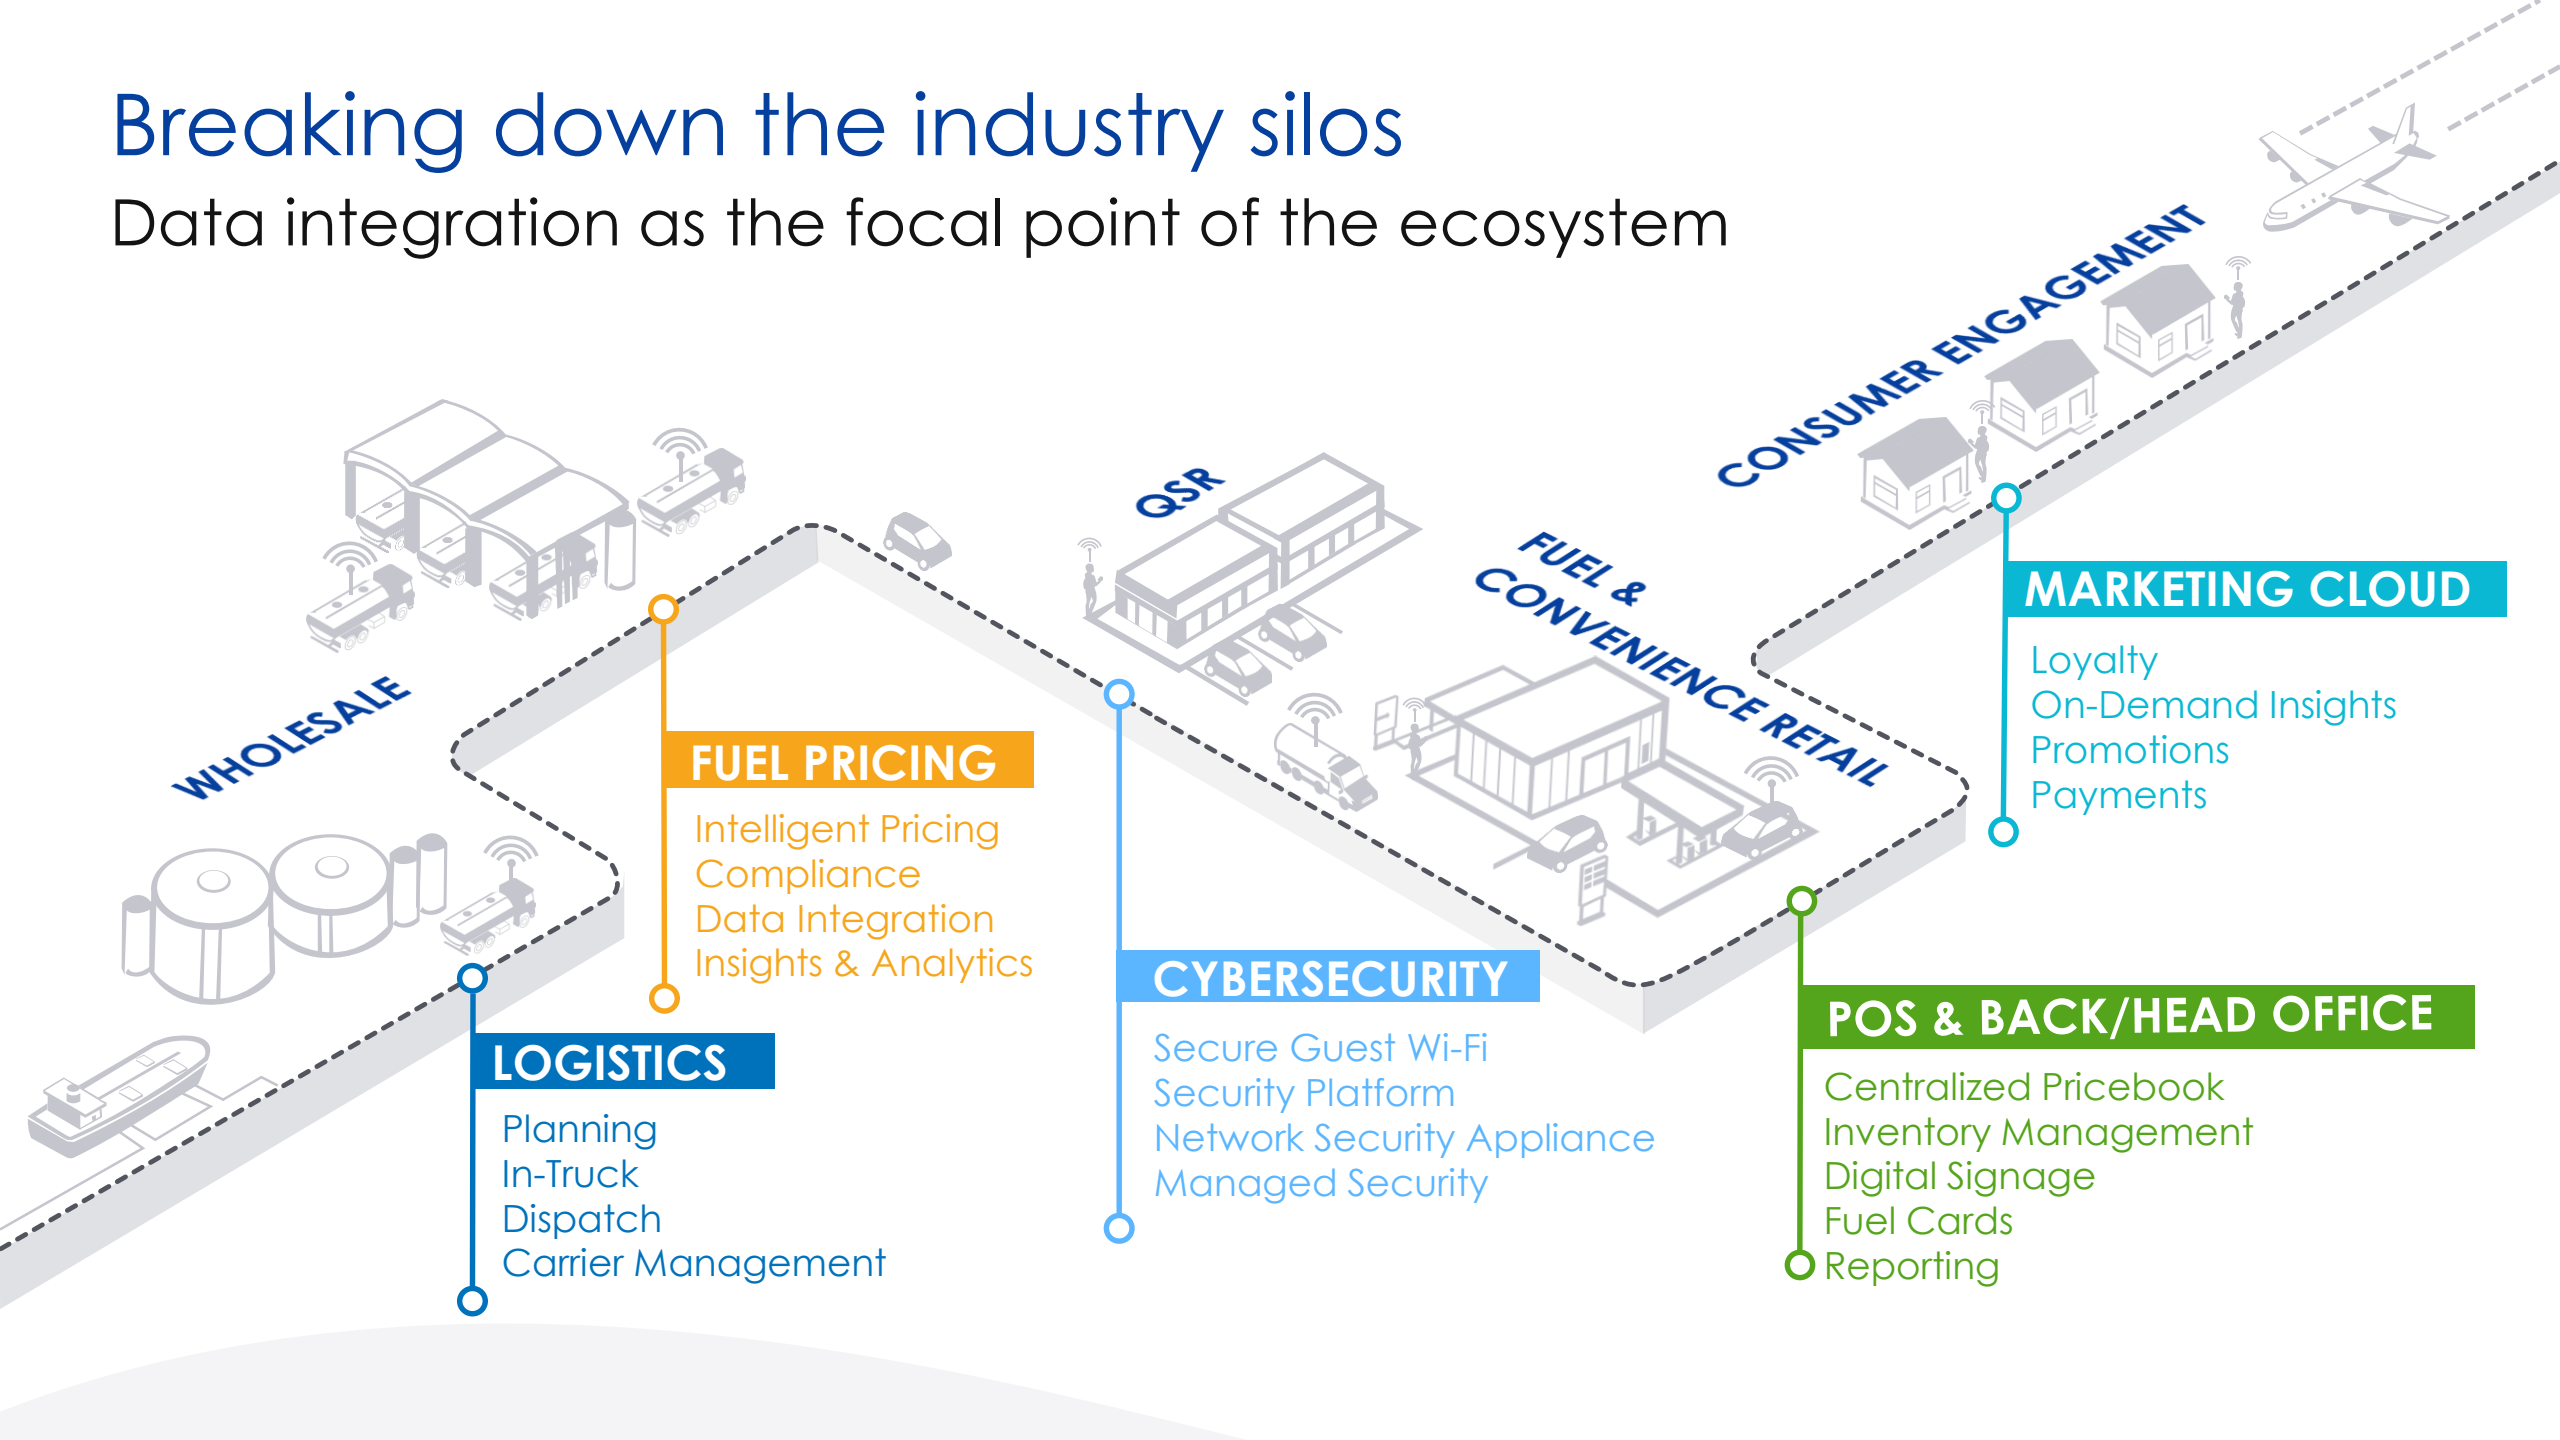 Breaking down the industry silos
Data integration as the focal point of the ecosystem
WHOLESALE
QSR
FUEL &
CONVENIENCE RETAIL
CONSUMER ENGAGEMENT
LOGISTICS
Planning
In-Truck
Dispatch
Carrier Management
FUEL PRICING
Intelligent Pricing
Compliance
Data Integration
Insights & Analytics
CYBERSECURITY
Secure Guest Wi-Fi
Security Platform
Network Security Appliance
Managed Security
POS & BACK/HEAD OFFICE
Centralized Pricebook
Inventory Management
Digital Signage
Fuel Cards
Reporting
MARKETING CLOUD
Loyalty
On-Demand Insights
Promotions
Payments